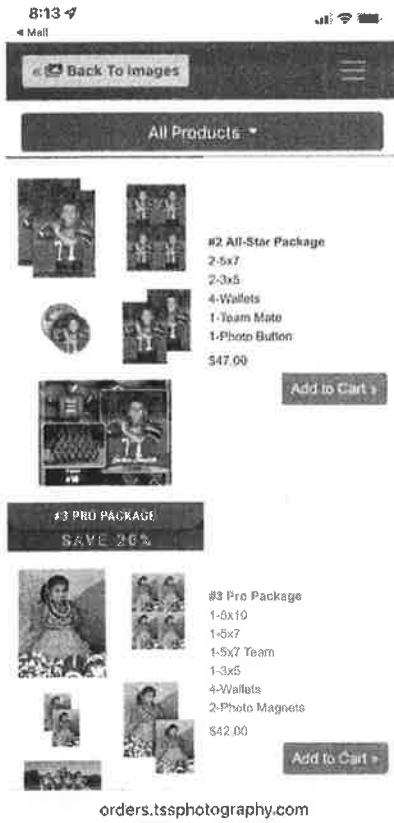 8:13
◀ Mail
« Back To Images
All Products
#2 All-Star Package
2-5x7
2-3x5
4-Wallets
1-Team Mate
1-Photo Button
$47.00
Add to Cart »
#3 PRO PACKAGE
SAVE 20%
#3 Pro Package
1-8x10
1-5x7
1-5x7 Team
1-3x5
4-Wallets
2-Photo Magnets
$42.00
Add to Cart »
orders.tssphotography.com